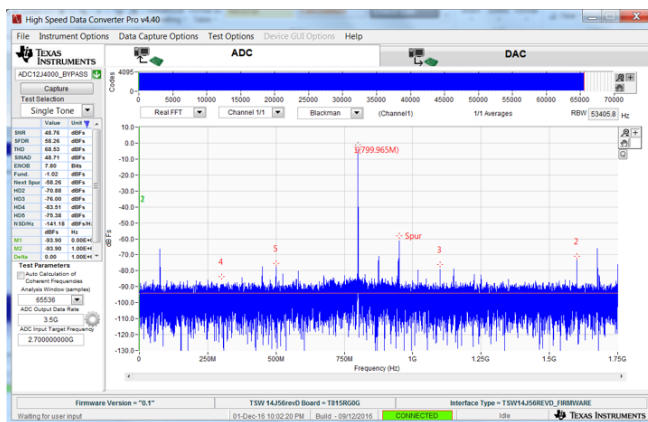 High Speed Data Converter Pro v4.40
File Instrument Options Data Capture Options Test Options Device GUI Options Help
TEXAS INSTRUMENTS
ADC
DAC
ADC12J4000_BYPASS
Capture
Test Selection
Single Tone
Value Unit
SNR 48.76 dBFs
SFDR 58.26 dBFs
THD 68.53 dBFs
SINAD 48.71 dBFs
ENOB 7.80 Bits
Fund. -1.02 dBFs
Next Spur -58.26 dBFs
HD2 -70.88 dBFs
HD3 -76.00 dBFs
HD4 -83.51 dBFs
HD5 -75.38 dBFs
NSD/Hz -141.18 dBFs/Hz
dBFs Hz
M1 -93.90 0.00E+0
M2 -93.90 1.00E+0
Delta 0.00 1.00E+0
Test Parameters
Auto Calculation of
Coherent Frequencies
Analysis Window (samples)
65536
ADC Output Data
Rate
3.5G
ADC Input Target Frequency
2.700000000G
Codes
4095
0
0 5000 10000 15000 20000 25000 30000 35000 40000 45000 50000 55000 60000 65000 70000
Real FFT Channel 1/1 Blackman (Channel1) 1/1 Averages RBW 53405.8 Hz
dBFs
10.0
0.0
-10.0
-20.0
-30.0
-40.0
-50.0
-60.0
-70.0
-80.0
-90.0
-100.0
-110.0
-120.0
-130.0
1(799.965M)
2
Spur
2
3
4
5
0 250M 500M 750M 1G 1.25G 1.5G 1.75G
Frequency (Hz)
Firmware Version = "0.1" TSW14J56revD Board = T815RG0G Interface Type = TSW14J56REVD_FIRMWARE
Waiting for user input 01-Dec-16 10:02:20 PM Build - 09/12/2016 CONNECTED Idle TEXAS INSTRUMENTS